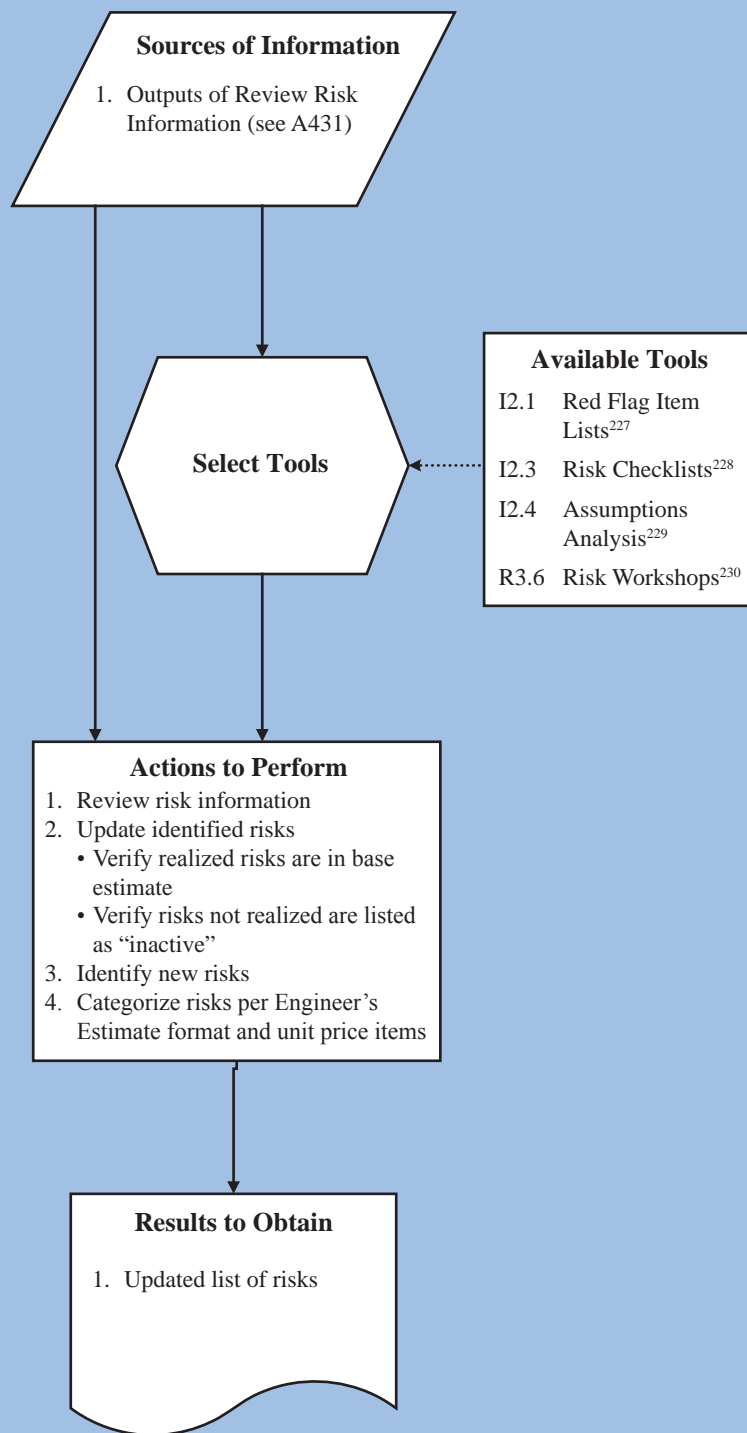 Sources of Information
1. Outputs of Review Risk
Information (see A431)
Select Tools
Available Tools
I2.1 Red Flag Item
Lists227
I2.3 Risk Checklists228
I2.4 Assumptions
Analysis229
R3.6 Risk Workshops230
Actions to Perform
1. Review risk information
2. Update identified risks
• Verify realized risks are in base
estimate
• Verify risks not realized are listed
as “inactive”
3. Identify new risks
4. Categorize risks per Engineer’s
Estimate format and unit price items
Results to Obtain
1. Updated list of risks